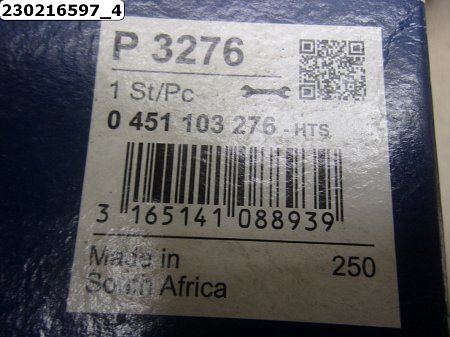 230216597_4
P 3276
1 St/Pc
0 451 103 276 - HTS
3 165141 088939
Made in
South Africa
250